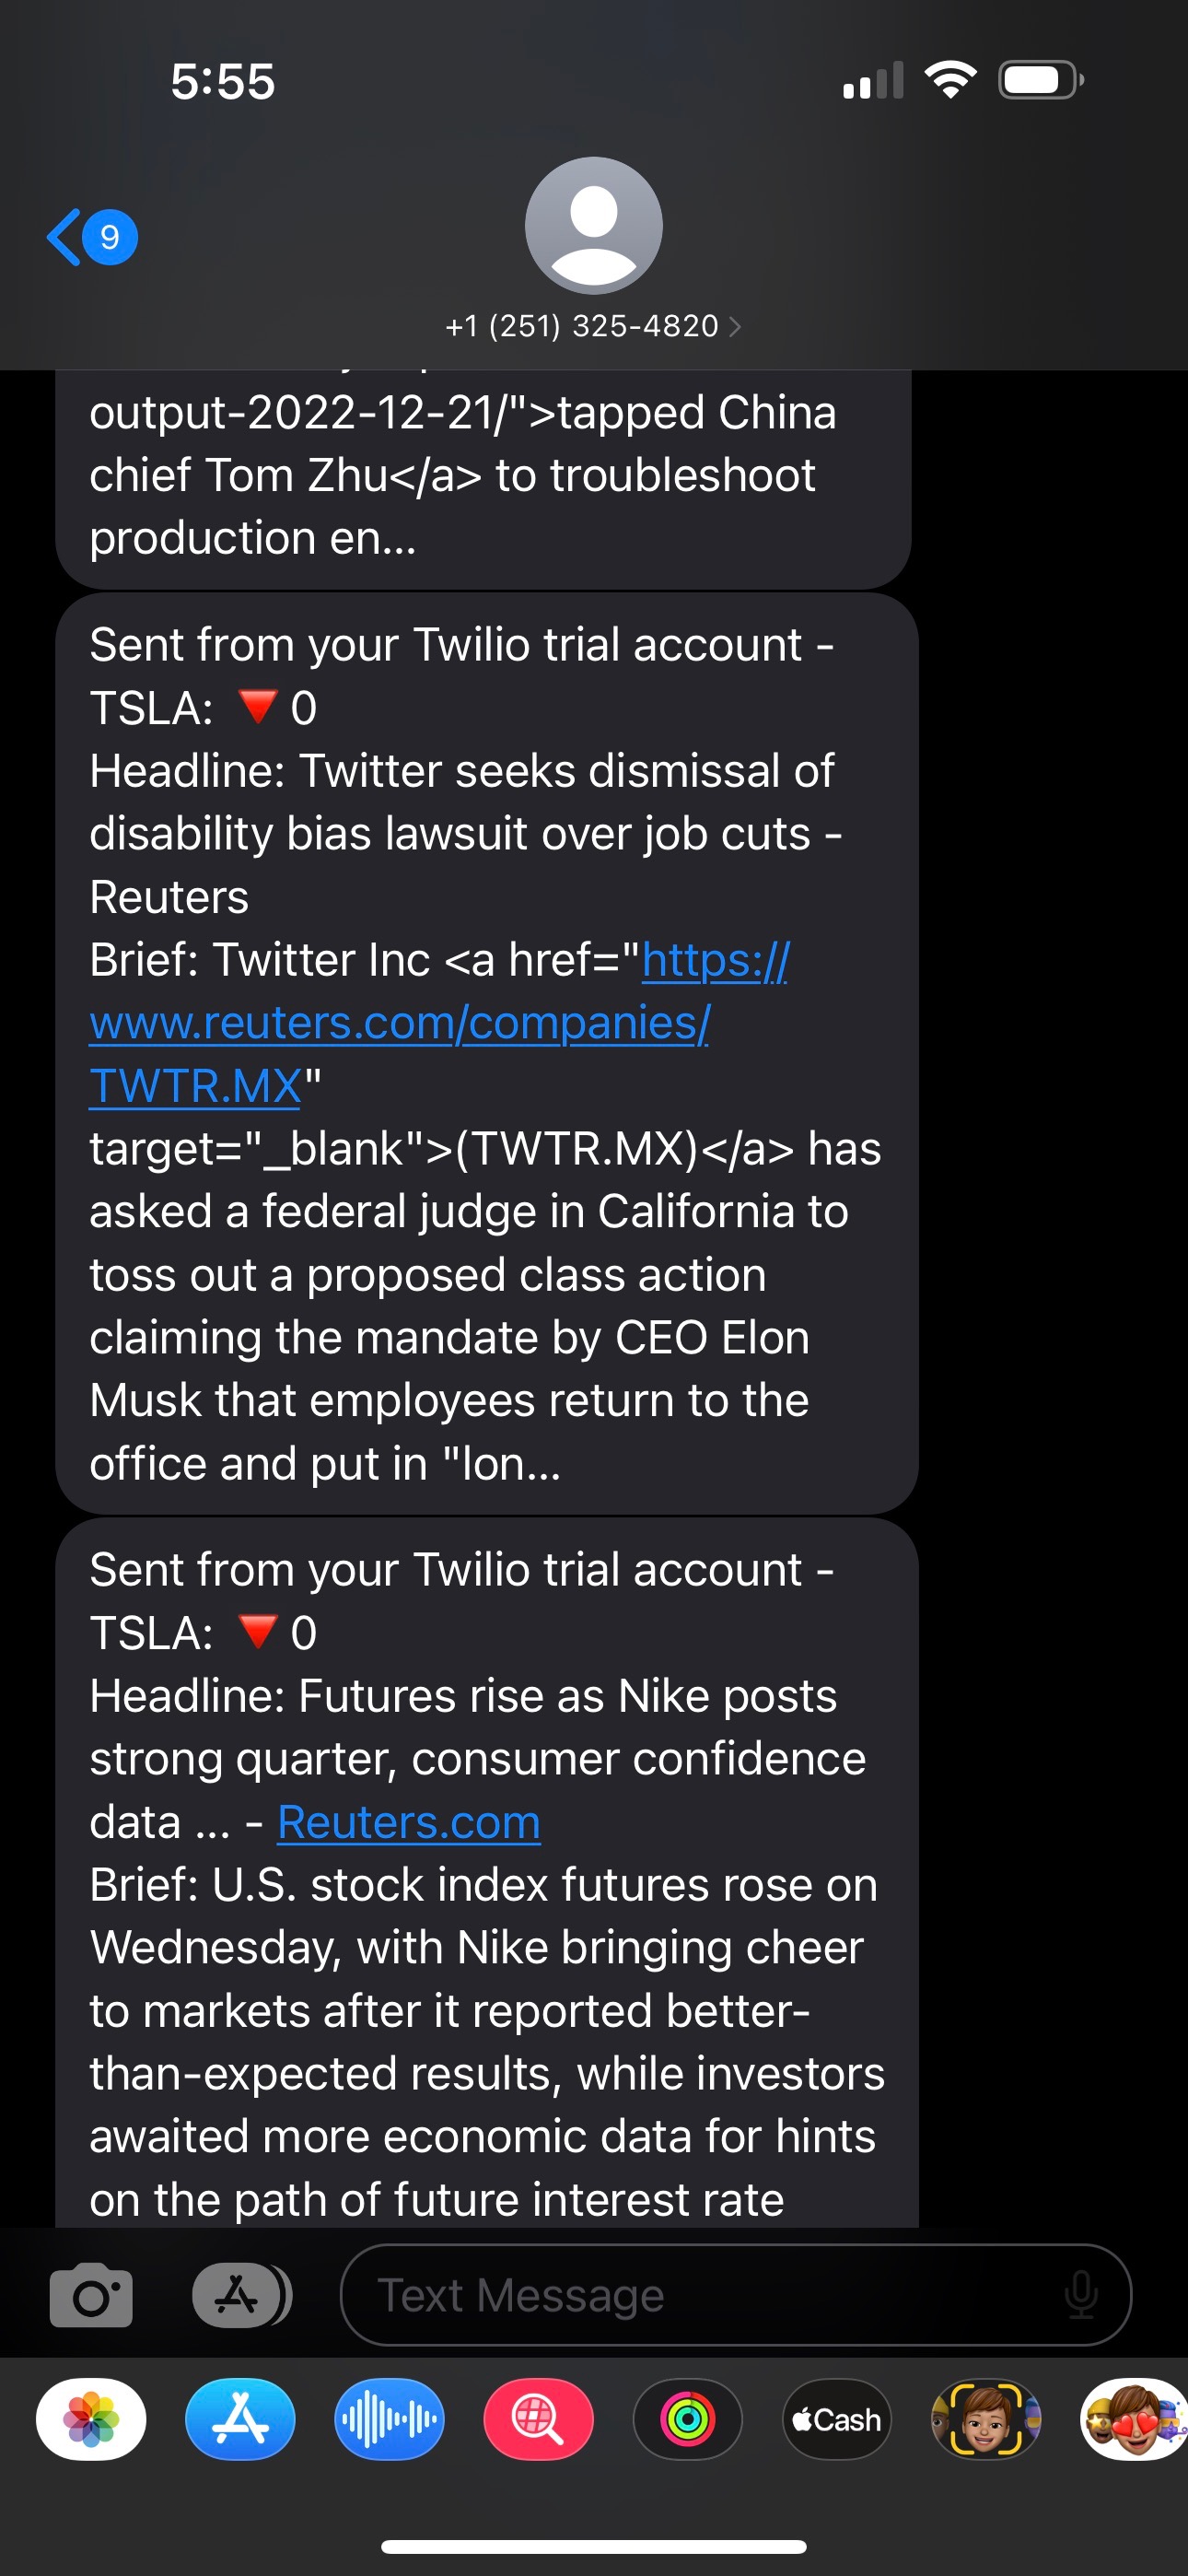 5:55
9
+1 (251) 325-4820
output-2022-12-21/">tapped China
chief Tom Zhu</a> to troubleshoot
production en...
Sent from your Twilio trial account -
TSLA: 🔻0
Headline: Twitter seeks dismissal of
disability bias lawsuit over job cuts -
Reuters
Brief: Twitter Inc <a href="https://
www.reuters.com/companies/
TWTR.MX"
target="_blank">(TWTR.MX)</a> has
asked a federal judge in California to
toss out a proposed class action
claiming the mandate by CEO Elon
Musk that employees return to the
office and put in "lon...
Sent from your Twilio trial account -
TSLA: 🔻0
Headline: Futures rise as Nike posts
strong quarter, consumer confidence
data ... - Reuters.com
Brief: U.S. stock index futures rose on
Wednesday, with Nike bringing cheer
to markets after it reported better-
than-expected results, while investors
awaited more economic data for hints
on the path of future interest rate
Text Message
Cash